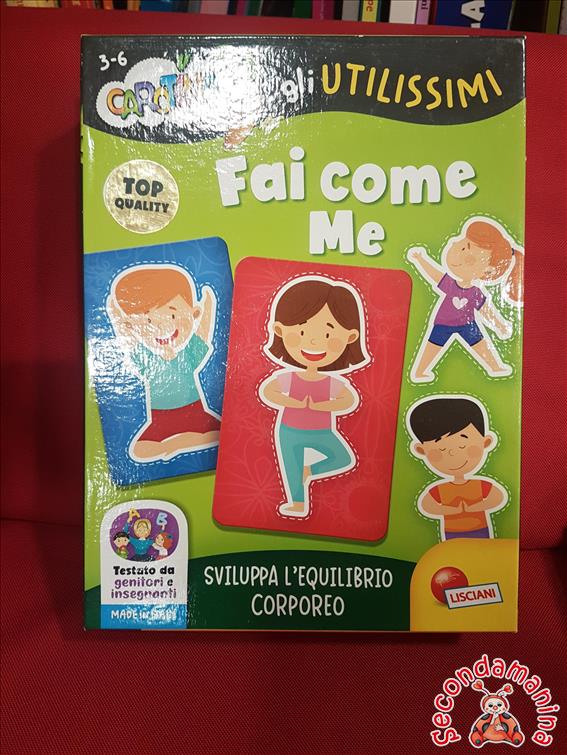 3-6
gli UTILISSIMI
TOP
QUALITY
Fai come
Me
A B
Testato da
genitori e
insegnanti
MADE in ITALY
SVILUPPA L'EQUILIBRIO
CORPOREO
LISCIANI
Secondamanina